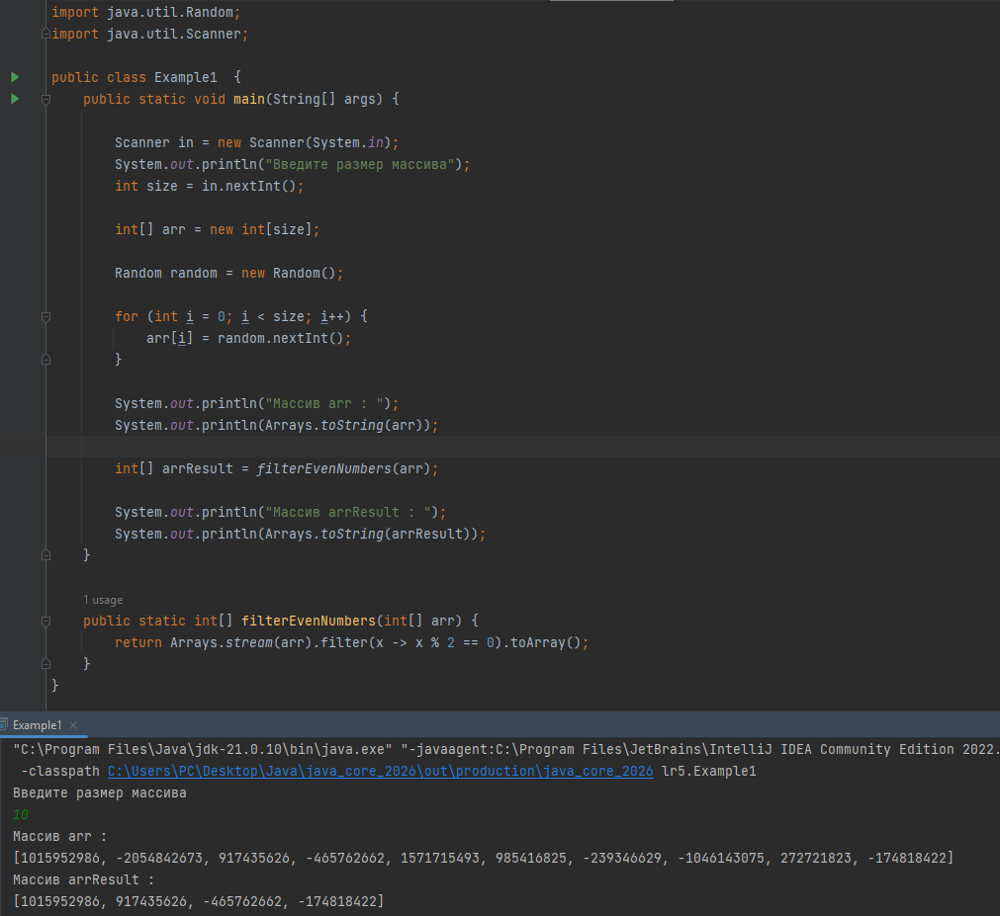 import java.util.Random;
import java.util.Scanner;
public class Example1  {
    public static void main(String[] args) {
        Scanner in = new Scanner(System.in);
        System.out.println("Введите размер массива");
        int size = in.nextInt();
        int[] arr = new int[size];
        Random random = new Random();
        for (int i = 0; i < size; i++) {
            arr[i] = random.nextInt();
        }
        System.out.println("Массив arr : ");
        System.out.println(Arrays.toString(arr));
        int[] arrResult = filterEvenNumbers(arr);
        System.out.println("Массив arrResult : ");
        System.out.println(Arrays.toString(arrResult));
    }
    1 usage
    public static int[] filterEvenNumbers(int[] arr) {
        return Arrays.stream(arr).filter(x -> x % 2 == 0).toArray();
    }
}
Example1
"C:\Program Files\Java\jdk-21.0.10\bin\java.exe" "-javaagent:C:\Program Files\JetBrains\IntelliJ IDEA Community Edition 2022.
 -classpath C:\Users\PC\Desktop\Java\java_core_2026\out\production\java_core_2026 lr5.Example1
Введите размер массива
10
Массив arr :
[1015952986, -2054842673, 917435626, -465762662, 1571715493, 985416825, -239346629, -1046143075, 272721823, -174818422]
Массив arrResult :
[1015952986, 917435626, -465762662, -174818422]